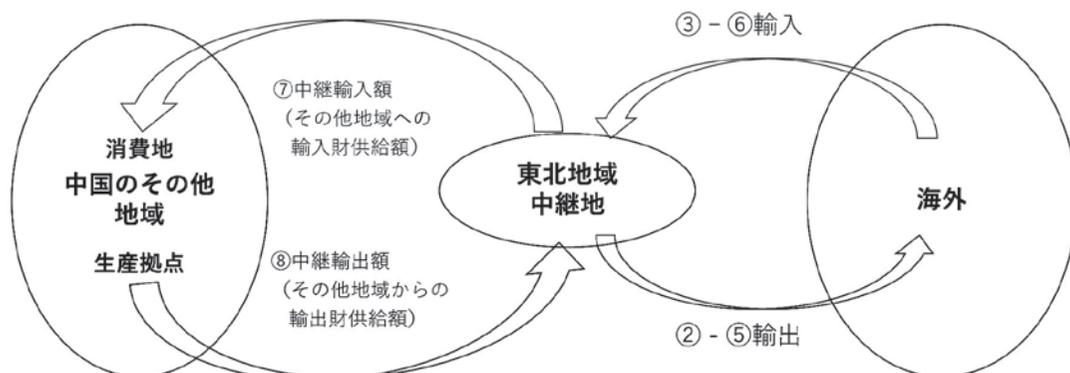 ③ – ⑥輸入
⑦中継輸入額
（その他地域への
輸入財供給額）
消費地
中国のその他
地域
生産拠点
東北地域
中継地
海外
⑧中継輸出額
（その他地域からの
輸出財供給額）
② - ⑤輸出